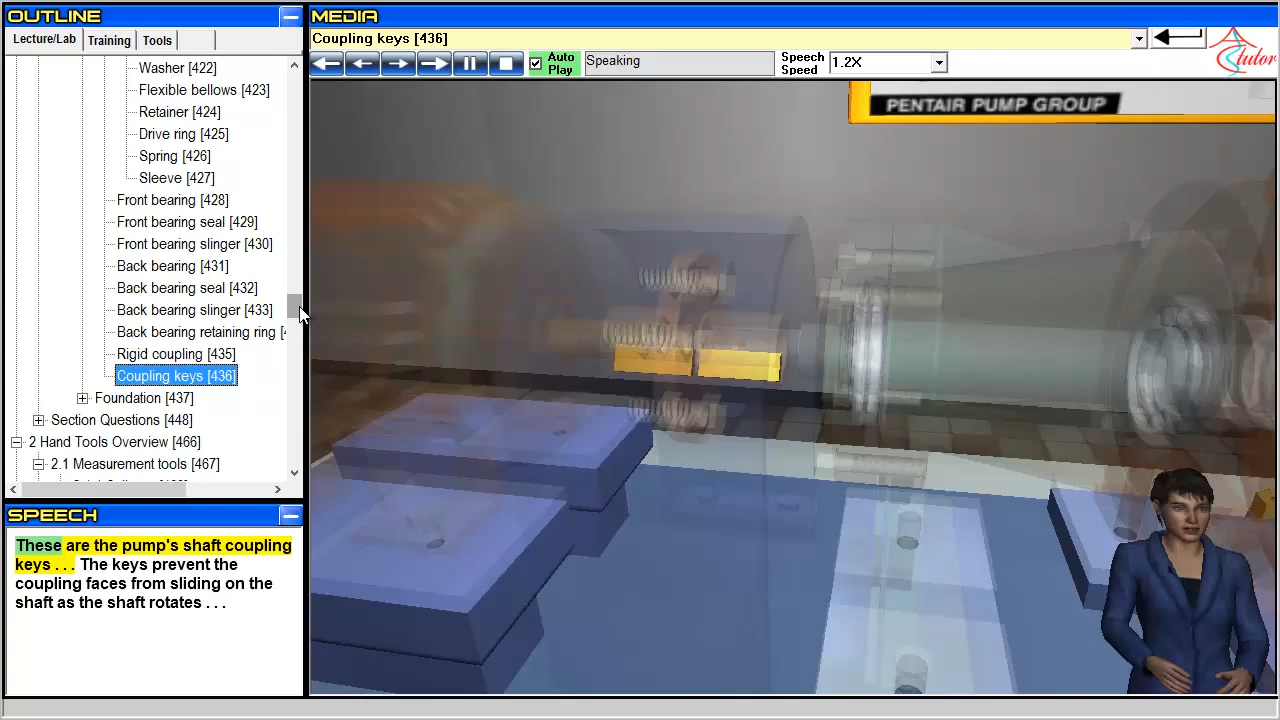 OUTLINE
Lecture/Lab
Training
Tools
Washer [422]
Flexible bellows [423]
Retainer [424]
Drive ring [425]
Spring [426]
Sleeve [427]
Front bearing [428]
Front bearing seal [429]
Front bearing slinger [430]
Back bearing [431]
Back bearing seal [432]
Back bearing slinger [433]
Back bearing retaining ring [
Rigid coupling [435]
Coupling keys [436]
Foundation [437]
Section Questions [448]
2 Hand Tools Overview [466]
2.1 Measurement tools [467]
SPEECH
These are the pump's shaft coupling
keys . . . The keys prevent the
coupling faces from sliding on the
shaft as the shaft rotates . . .
MEDIA
Coupling keys [436]
Auto
Play
Speaking
Speech
Speed
1.2X
tutor
PENTAIR PUMP GROUP